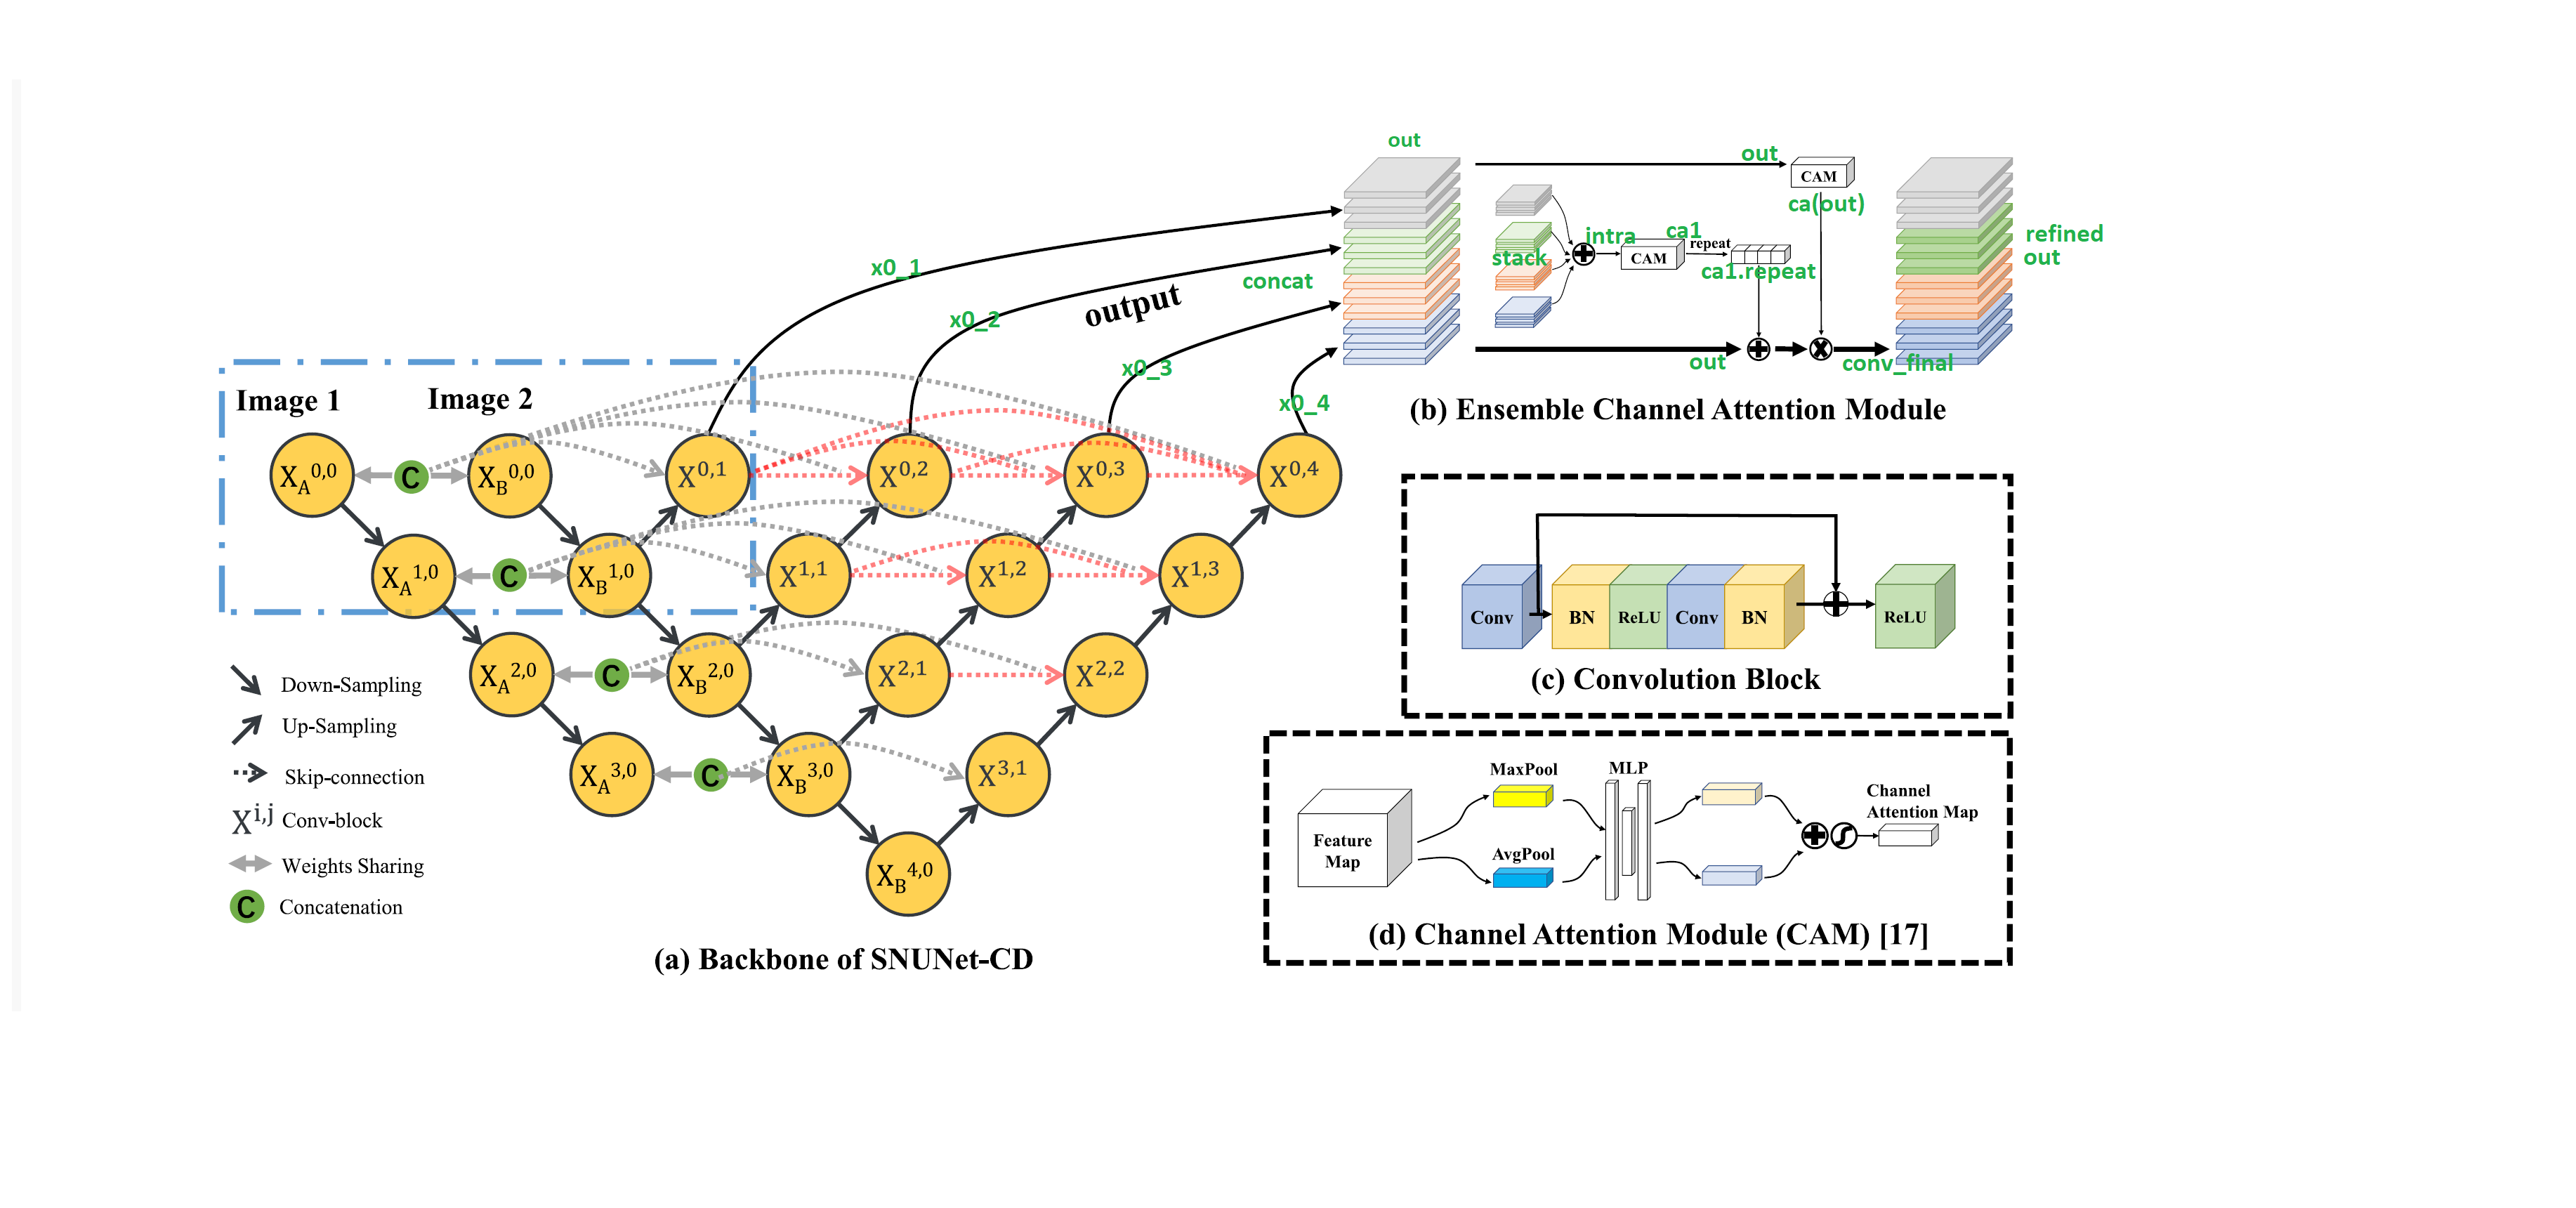 out
out
CAM
ca(out)
x0_1
x0_2
output
x0_3
x0_4
concat
stack
intra
ca1
CAM
repeat
ca1.repeat
out
conv_final
refined
out
(b) Ensemble Channel Attention Module
Image 1
Image 2
X_A^0,0
C
X_B^0,0
X^0,1
X^0,2
X^0,3
X^0,4
X_A^1,0
C
X_B^1,0
X^1,1
X^1,2
X^1,3
X_A^2,0
C
X_B^2,0
X^2,1
X^2,2
X_A^3,0
C
X_B^3,0
X^3,1
X_B^4,0
Down-Sampling
Up-Sampling
Skip-connection
X^i,j Conv-block
Weights Sharing
C Concatenation
(a) Backbone of SNUNet-CD
Conv
BN
ReLU
Conv
BN
ReLU
(c) Convolution Block
Feature
Map
MaxPool
AvgPool
MLP
Channel
Attention Map
(d) Channel Attention Module (CAM) [17]